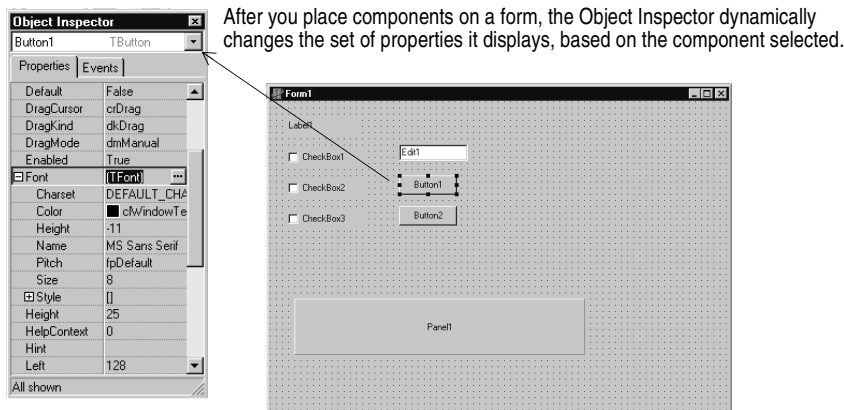 After you place components on a form, the Object Inspector dynamically
changes the set of properties it displays, based on the component selected.
Object Inspector
Button1 TButton
Properties Events
Default False
DragCursor crDrag
DragKind dkDrag
DragMode dmManual
Enabled True
Font (TFont) ...
Charset DEFAULT_CHA
Color clWindowTe
Height -11
Name MS Sans Serif
Pitch fpDefault
Size 8
Style []
Height 25
HelpContext 0
Hint
Left 128
All shown
Form1
Label1
CheckBox1 Edit1
CheckBox2 Button1
CheckBox3 Button2
Panel1